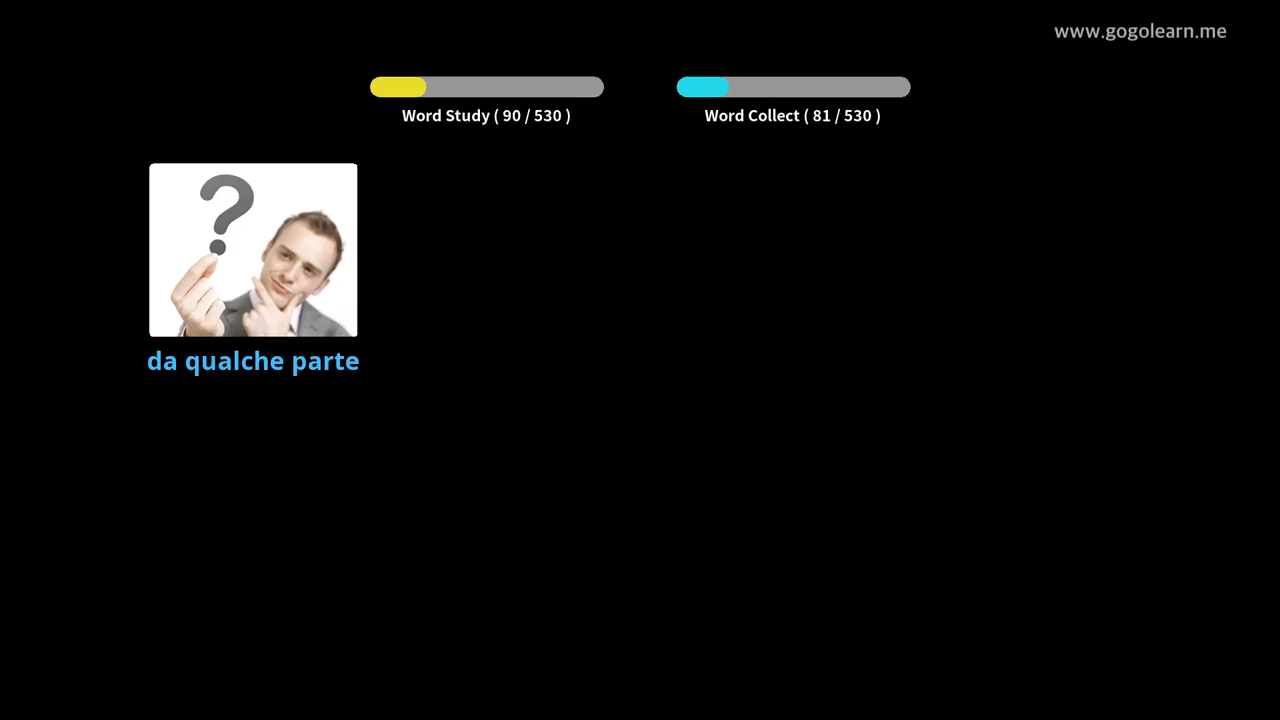 www.gogolearn.me
Word Study ( 90 / 530 )
Word Collect ( 81 / 530 )
?
da qualche parte